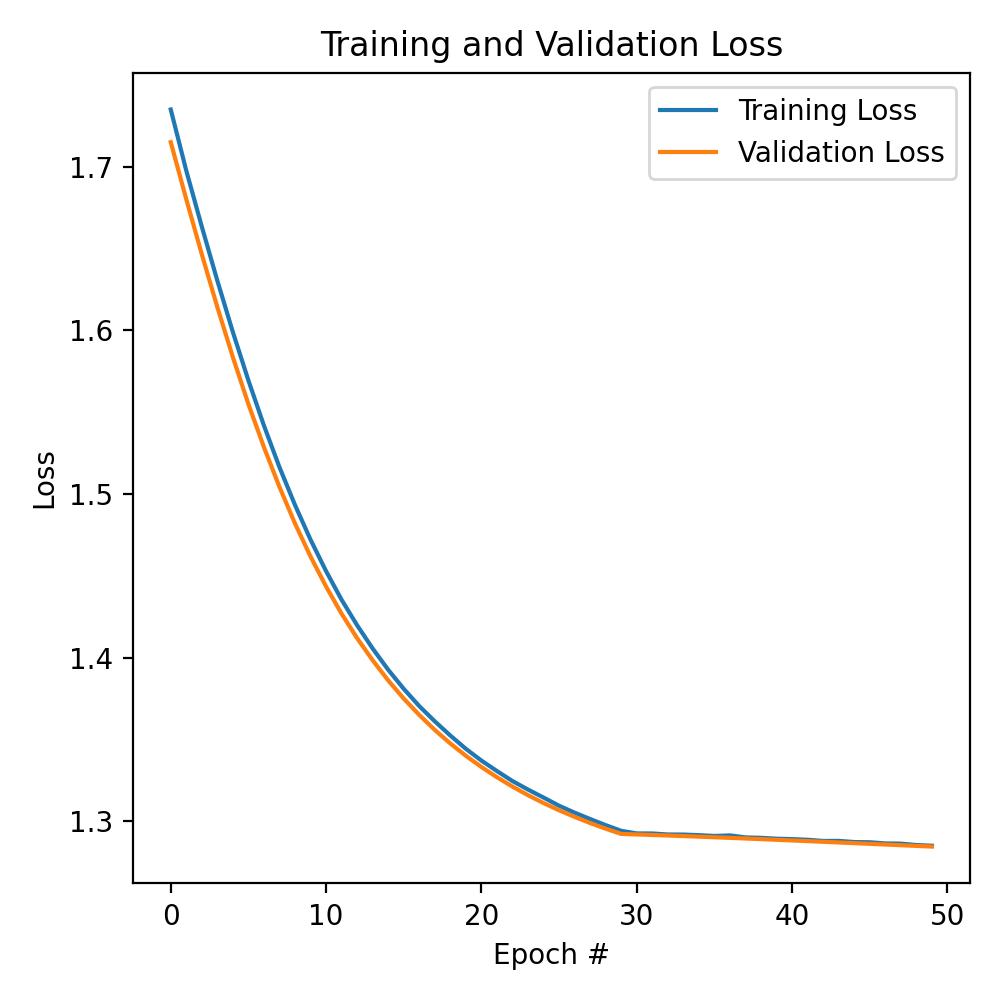 Training and Validation Loss
Training Loss
Validation Loss
Loss
1.7
1.6
1.5
1.4
1.3
0 10 20 30 40 50
Epoch #